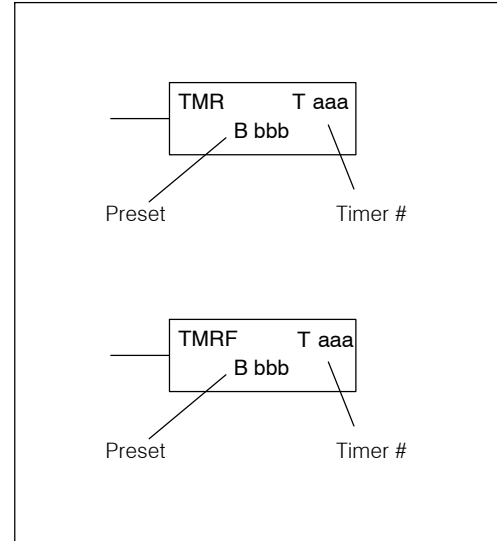 TMR T aaa
B bbb
Preset Timer #
TMRF T aaa
B bbb
Preset Timer #